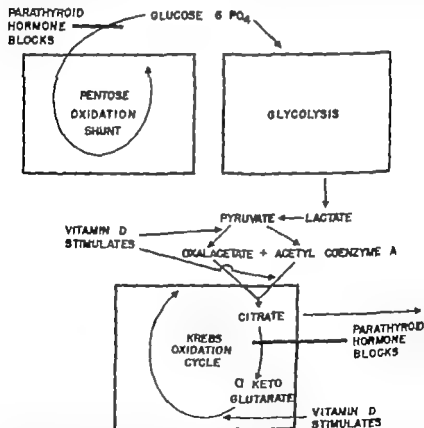 PARATHYROID
HORMONE
BLOCKS
GLUCOSE 6 PO4
PENTOSE
OXIDATION
SHUNT
GLYCOLYSIS
PYRUVATE
LACTATE
VITAMIN D
STIMULATES
OXALACETATE + ACETYL COENZYME A
CITRATE
KREBS
OXIDATION
CYCLE
PARATHYROID
HORMONE
BLOCKS
α KETO
GLUTARATE
VITAMIN D
STIMULATES